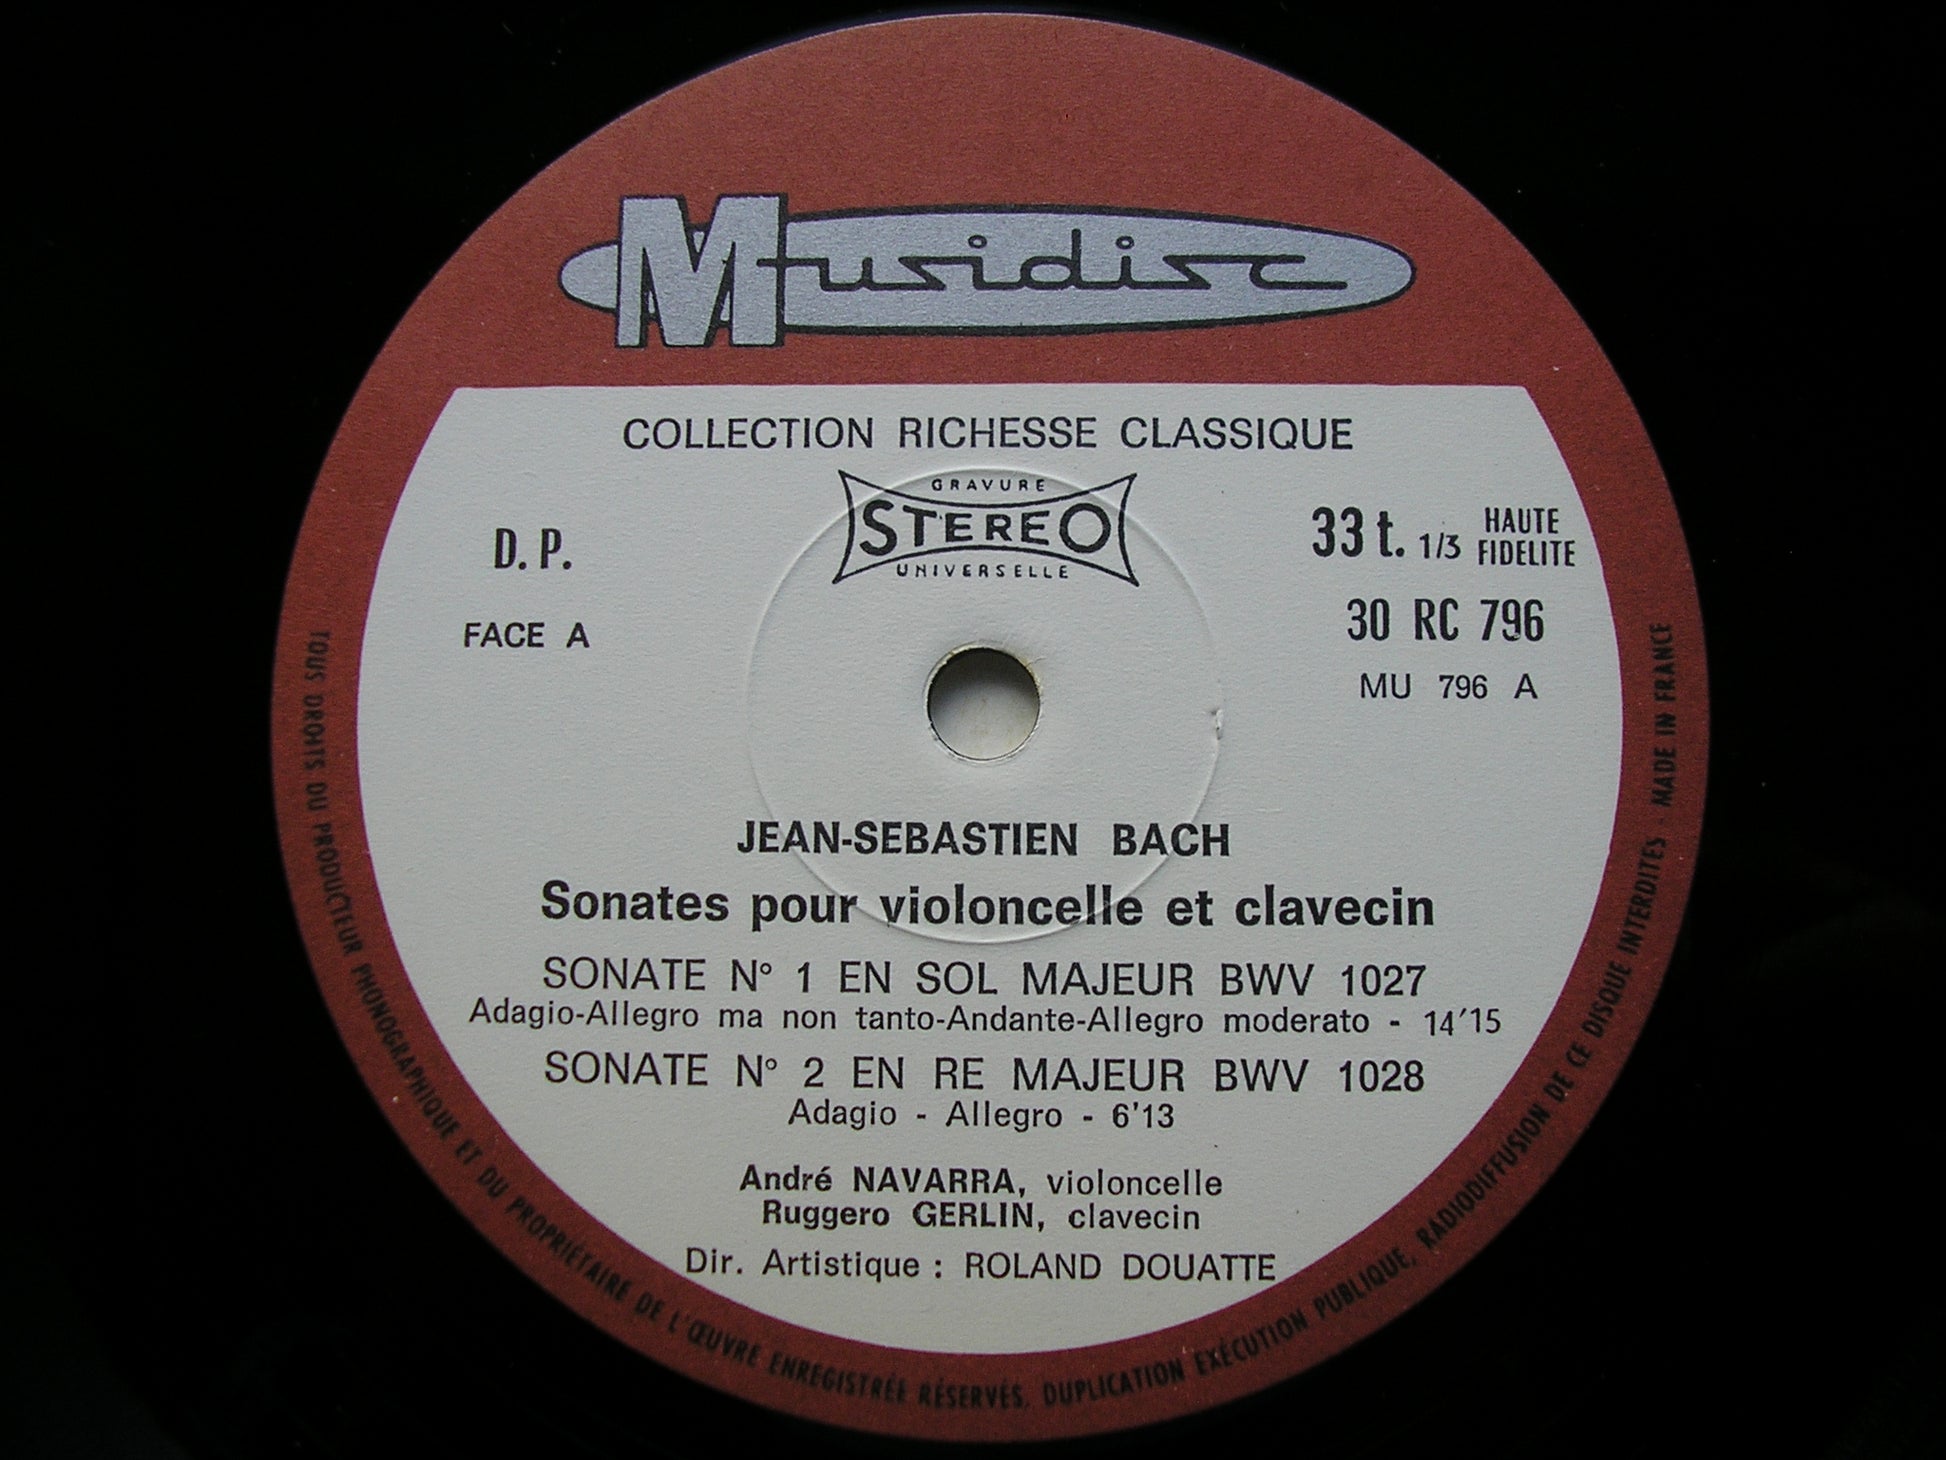 Musidisc
COLLECTION RICHESSE CLASSIQUE
GRAVURE
STEREO
UNIVERSELLE
D. P.
FACE A
33 t. 1/3 HAUTE FIDELITE
30 RC 796
MU 796 A
JEAN-SEBASTIEN BACH
Sonates pour violoncelle et clavecin
SONATE N° 1 EN SOL MAJEUR BWV 1027
Adagio-Allegro ma non tanto-Andante-Allegro moderato - 14'15
SONATE N° 2 EN RE MAJEUR BWV 1028
Adagio - Allegro - 6'13
André NAVARRA, violoncelle
Ruggero GERLIN, clavecin
Dir. Artistique : ROLAND DOUATTE
TOUS DROITS DU PRODUCTEUR PHONOGRAPHIQUE ET DU PROPRIÉTAIRE DE L'ŒUVRE ENREGISTRÉE RÉSERVÉS. DUPLICATION EXÉCUTION PUBLIQUE, RADIODIFFUSION DE CE DISQUE INTERDITES - MADE IN FRANCE